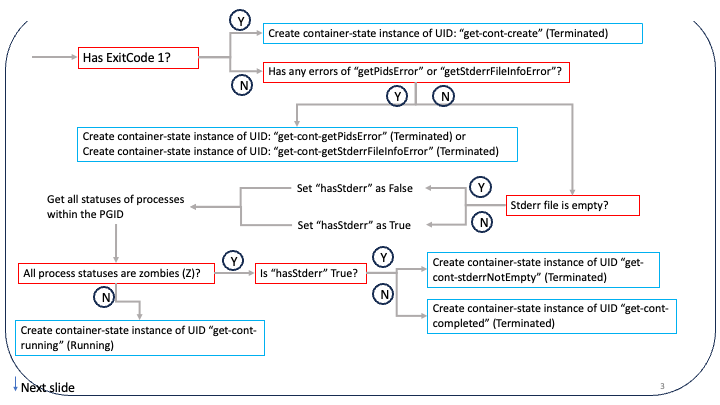 Y
Create container-state instance of UID: “get-cont-create” (Terminated)
Has ExitCode 1?
N
Has any errors of “getPidsError” or “getStderrFileInfoError”?
Y
N
Create container-state instance of UID: “get-cont-getPidsError” (Terminated) or
Create container-state instance of UID: “get-cont-getStderrFileInfoError” (Terminated)
Set “hasStderr” as False
Y
Get all statuses of processes
within the PGID
Stderr file is empty?
Set “hasStderr” as True
N
All process statuses are zombies (Z)?
Y
Is “hasStderr” True?
Y
Create container-state instance of UID “get-
cont-stderrNotEmpty” (Terminated)
N
N
Create container-state instance of UID “get-cont-
completed” (Terminated)
Create container-state instance of UID “get-cont-
running” (Running)
Next slide
3